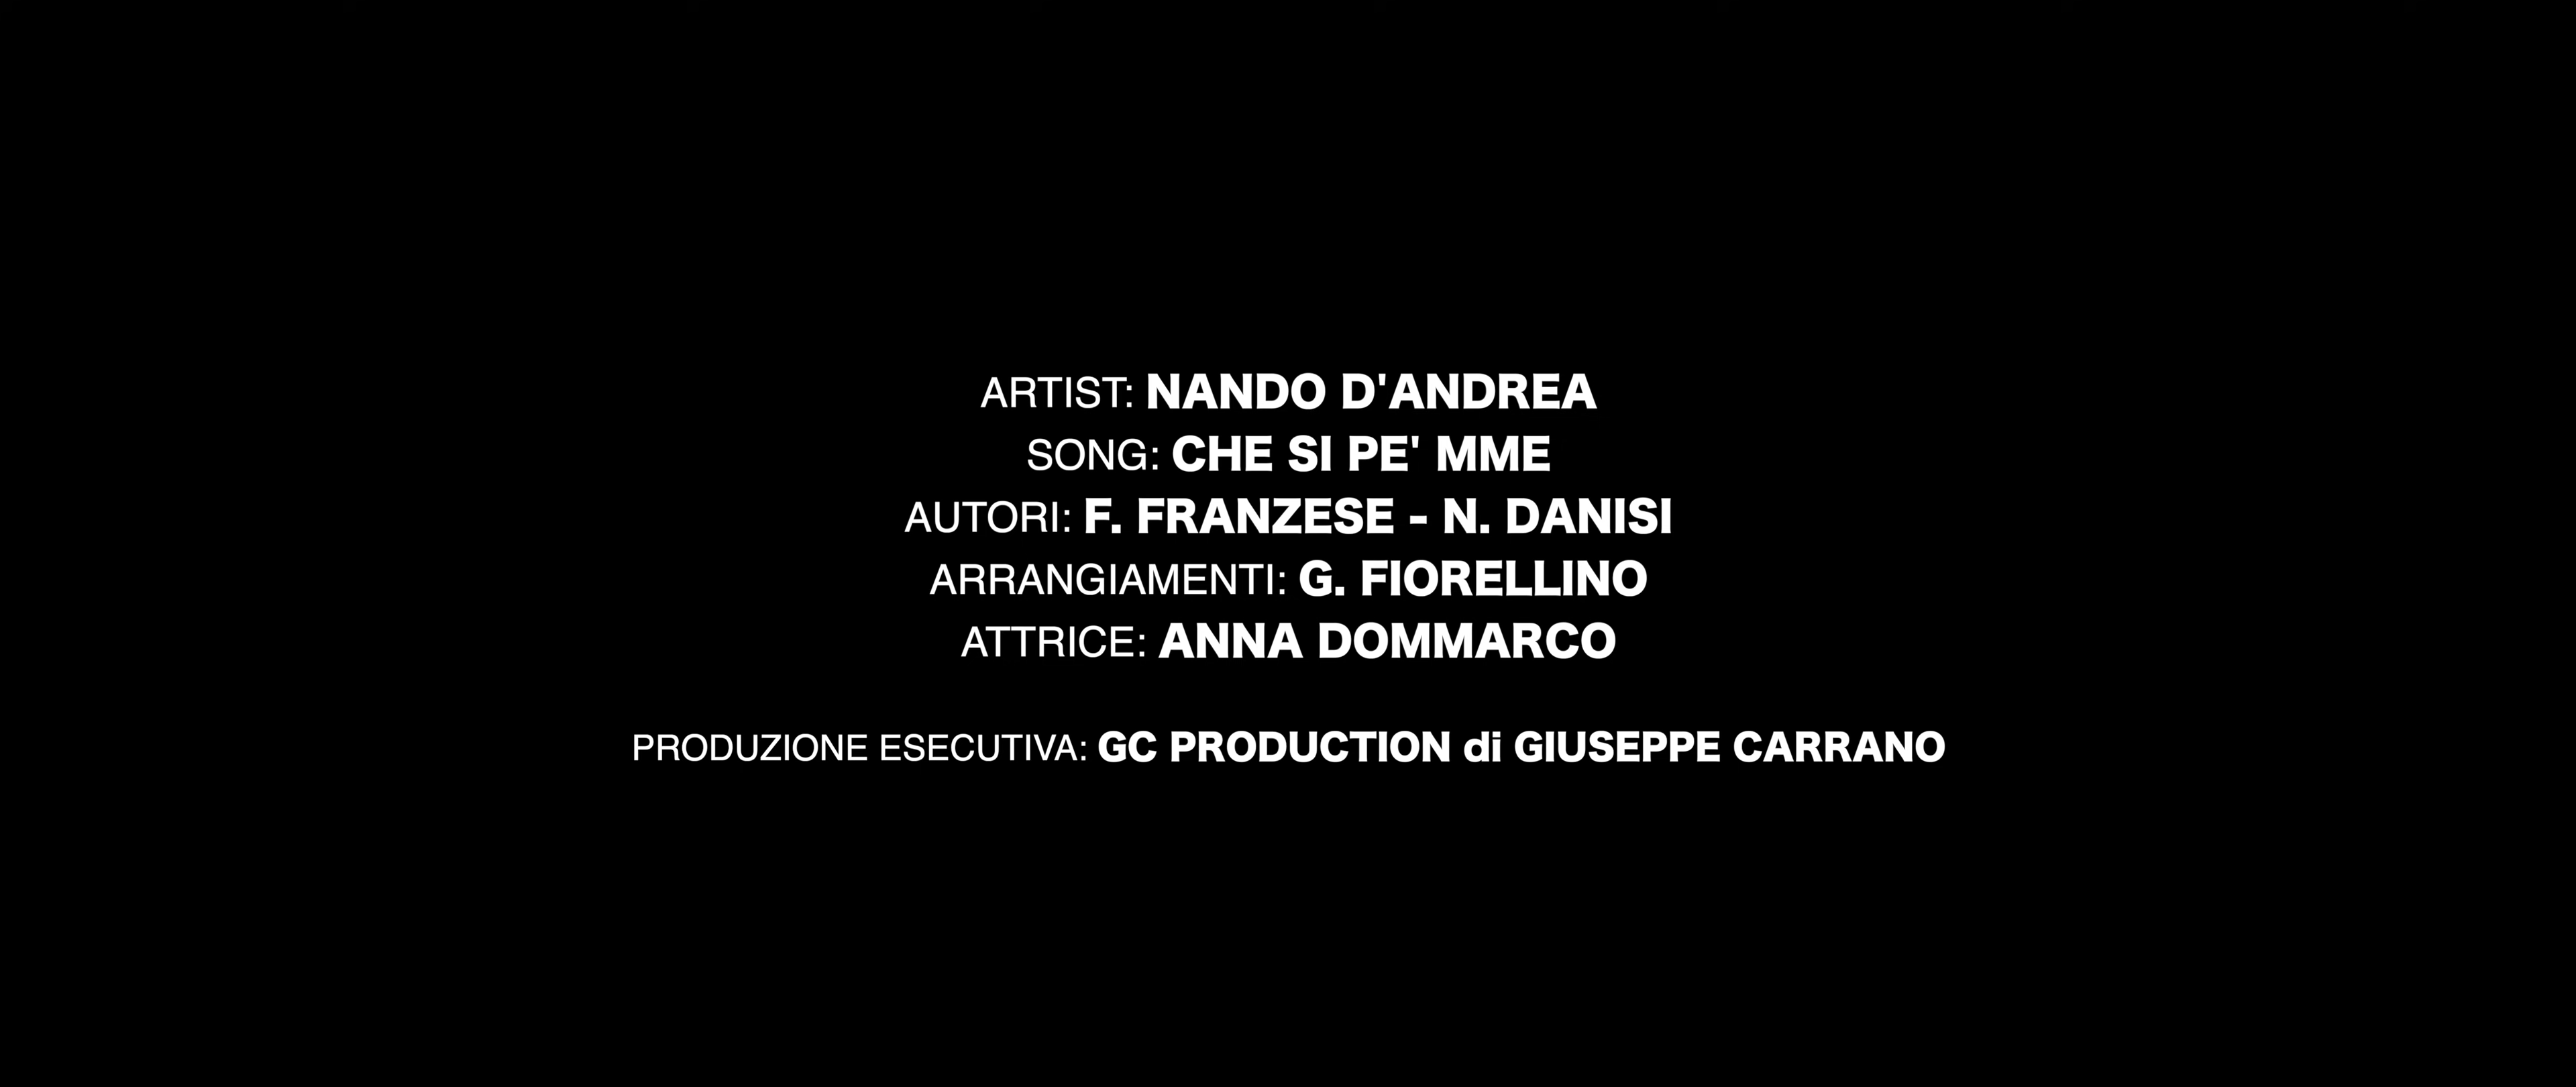 ARTIST: NANDO D'ANDREA
SONG: CHE SI PE' MME
AUTORI: F. FRANZESE - N. DANISI
ARRANGIAMENTI: G. FIORELLINO
ATTRICE: ANNA DOMMARCO
PRODUZIONE ESECUTIVA: GC PRODUCTION di GIUSEPPE CARRANO